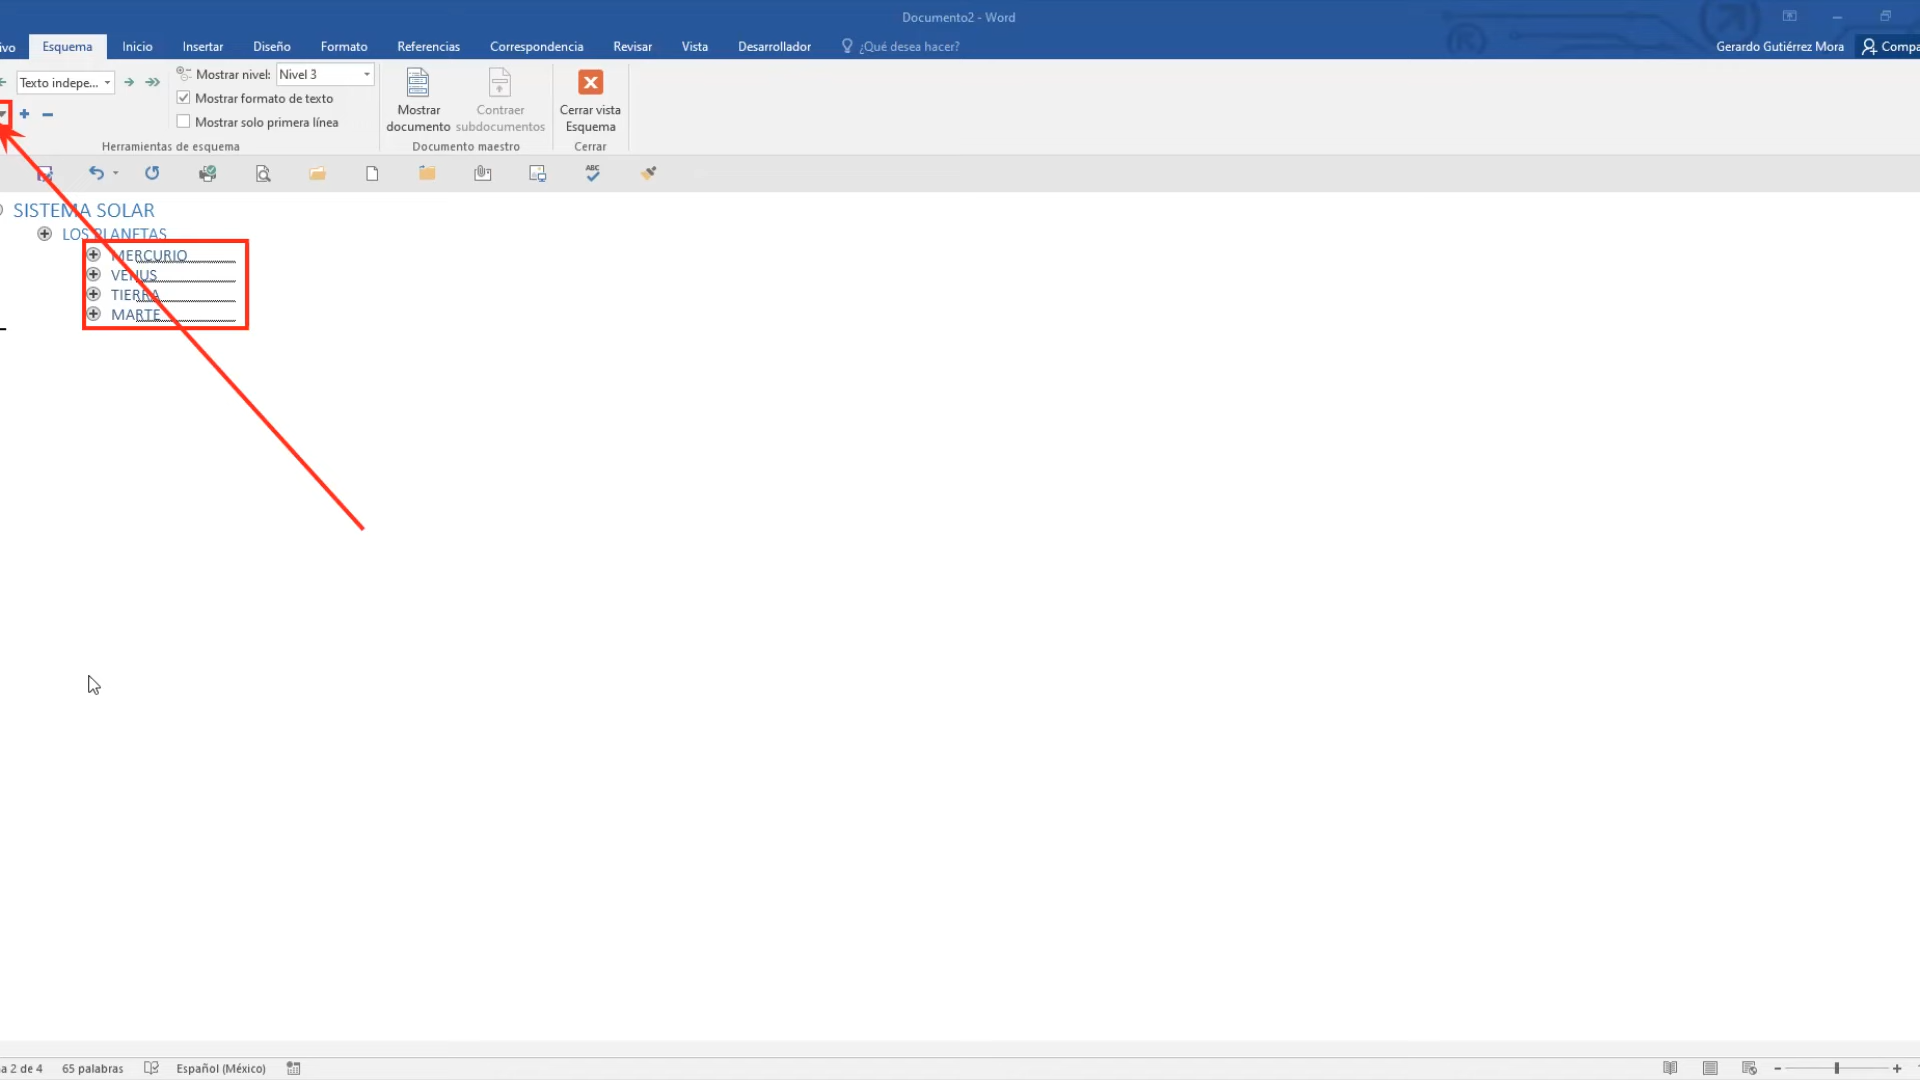 Documento2 - Word
ivo Esquema Inicio Insertar Diseño Formato Referencias Correspondencia Revisar Vista Desarrollador ¿Qué desea hacer? Gerardo Gutiérrez Mora Compa
Texto indepe... Mostrar nivel: Nivel 3
Mostrar formato de texto
Mostrar solo primera línea
Herramientas de esquema
Mostrar documento
Contraer subdocumentos
Documento maestro
Cerrar vista Esquema
Cerrar
ABC
SISTEMA SOLAR
LOS PLANETAS
MERCURIO
VENUS
TIERRA
MARTE
a 2 de 4 65 palabras Español (México)